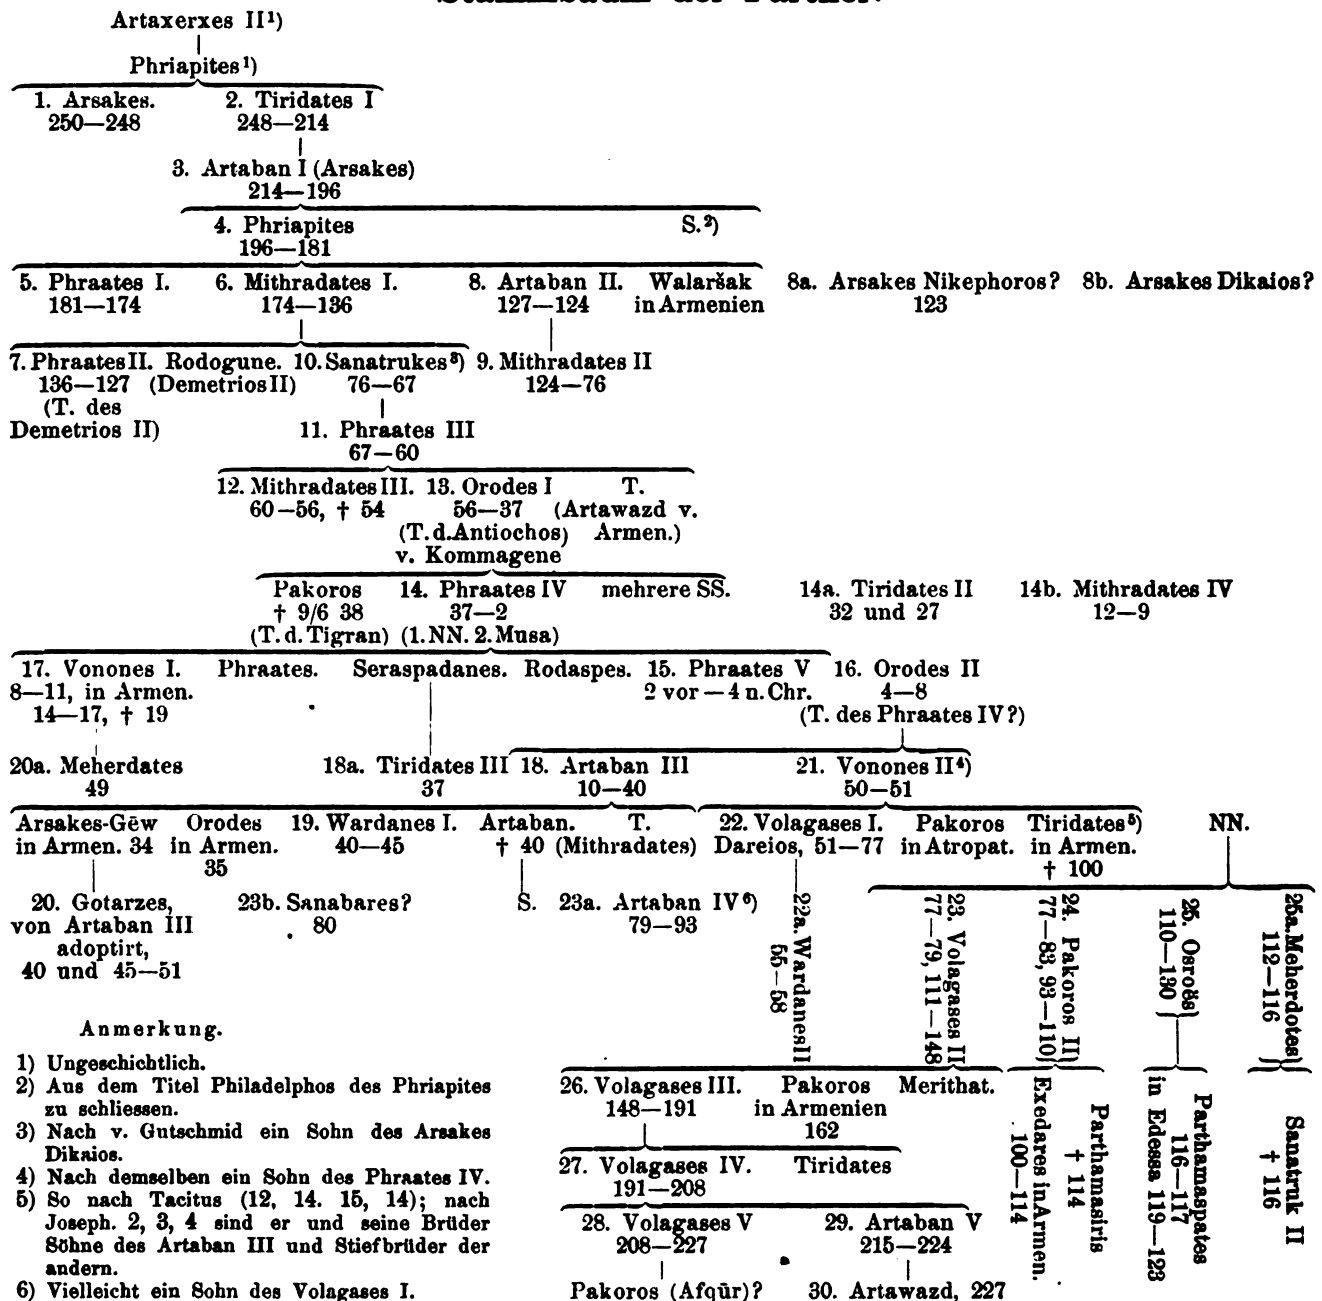 Stammbaum der Parther.
Artaxerxes II¹)
Phriapites¹)
1. Arsakes. 2. Tiridates I
250—248 248—214
3. Artaban I (Arsakes)
214—196
4. Phriapites S.²)
196—181
5. Phraates I. 6. Mithradates I. 8. Artaban II. Walaršak 8a. Arsakes Nikephoros? 8b. Arsakes Dikaios?
181—174 174—136 127—124 in Armenien 123
7. Phraates II. Rodogune. 10. Sanatrukes³) 9. Mithradates II
136—127 (Demetrios II) 76—67 124—76
(T. des
Demetrios II) 11. Phraates III
67—60
12. Mithradates III. 13. Orodes I T.
60—56, † 54 56—37 (Artawazd v.
(T. d. Antiochos) Armen.)
v. Kommagene
Pakoros 14. Phraates IV mehrere SS. 14a. Tiridates II 14b. Mithradates IV
† 9/6 38 37—2 32 und 27 12—9
(T. d. Tigran) (1. NN. 2. Musa)
17. Vonones I. Phraates. Seraspadanes. Rodaspes. 15. Phraates V 16. Orodes II
8—11, in Armen. 2 vor — 4 n. Chr. 4—8
14—17, † 19 (T. des Phraates IV?)
20a. Meherdates 18a. Tiridates III 18. Artaban III 21. Vonones II⁴)
49 37 10—40 50—51
Arsakes-Gēw Orodes 19. Wardanes I. Artaban. T. 22. Volagases I. Pakoros Tiridates⁵) NN.
in Armen. 34 in Armen. 40—45 † 40 (Mithradates) Dareios, 51—77 in Atropat. in Armen.
35 † 100
20. Gotarzes, 23b. Sanabares? S. 23a. Artaban IV⁶)
von Artaban III 80 79—93
adoptirt,
40 und 45—51
22a. Wardanes II
55—58
23. Volagases II
77—79, 111—148
24. Pakoros II
77—83, 93—110
25. Osroës
110—130
25a. Meherdotes
112—116
26. Volagases III. Pakoros Merithat.
148—191 in Armenien
162
Exedares in Armen.
100—114
Parthamasiris
† 114
Parthamaspates
116—117
in Edessa 119—123
Sanatruk II
† 116
27. Volagases IV. Tiridates
191—208
28. Volagases V 29. Artaban V
208—227 215—224
Pakoros (Afqūr)? 30. Artawazd, 227
Anmerkung.
1) Ungeschichtlich.
2) Aus dem Titel Philadelphos des Phriapites
zu schliessen.
3) Nach v. Gutschmid ein Sohn des Arsakes
Dikaios.
4) Nach demselben ein Sohn des Phraates IV.
5) So nach Tacitus (12, 14. 15, 14); nach
Joseph. 2, 3, 4 sind er und seine Brüder
Söhne des Artaban III und Stiefbrüder der
andern.
6) Vielleicht ein Sohn des Volagases I.